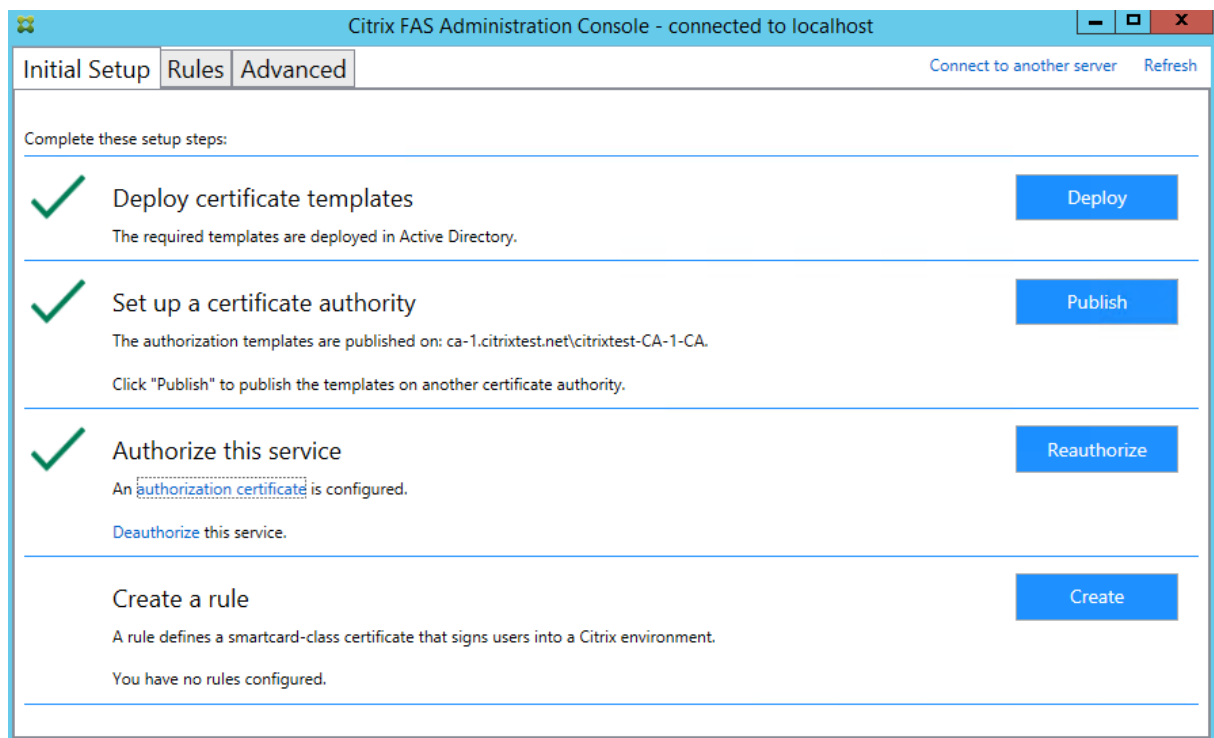 Citrix FAS Administration Console - connected to localhost
Initial Setup Rules Advanced Connect to another server Refresh
Complete these setup steps:
Deploy certificate templates
Deploy
The required templates are deployed in Active Directory.
Set up a certificate authority
Publish
The authorization templates are published on: ca-1.citrixtest.net\citrixtest-CA-1-CA.
Click "Publish" to publish the templates on another certificate authority.
Authorize this service
Reauthorize
An authorization certificate is configured.
Deauthorize this service.
Create a rule
Create
A rule defines a smartcard-class certificate that signs users into a Citrix environment.
You have no rules configured.